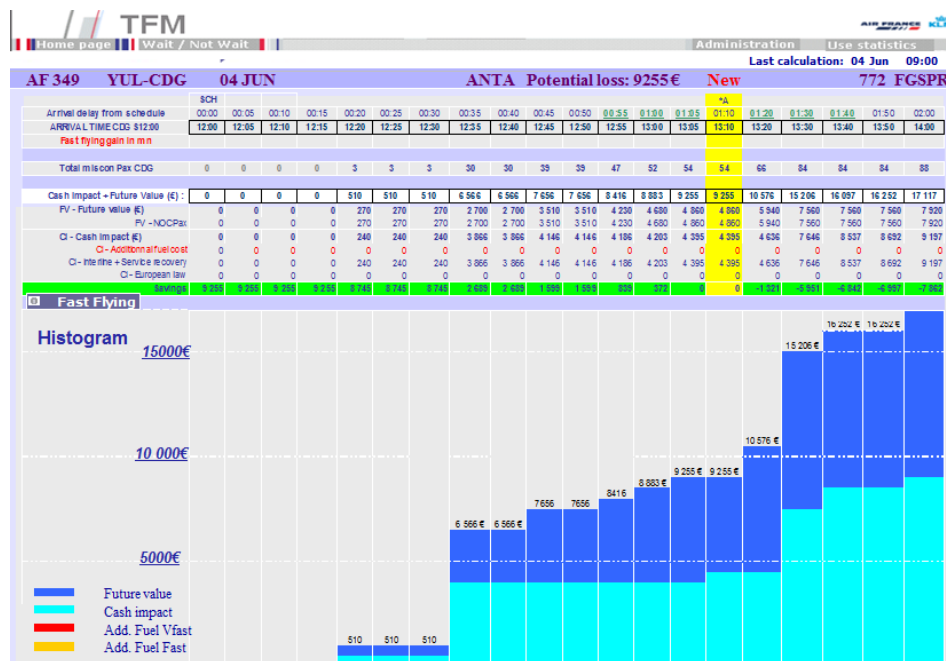 TFM
AIR FRANCE KL
Home page Wait / Not Wait Administration Use statistics
Last calculation: 04 Jun 09:00
AF 349 YUL-CDG 04 JUN ANTA Potential loss: 9255€ New 772 FGSPR
SCH *A
Arrival delay from schedule 00:00 00:05 00:10 00:15 00:20 00:25 00:30 00:35 00:40 00:45 00:50 00:55 01:00 01:05 01:10 01:20 01:30 01:40 01:50 02:00
ARRIVAL TIME CDG S12:00 12:00 12:05 12:10 12:15 12:20 12:25 12:30 12:35 12:40 12:45 12:50 12:55 13:00 13:05 13:10 13:20 13:30 13:40 13:50 14:00
Fast flying gain in mn
Total miscon Pax CDG 0 0 0 0 3 3 3 30 30 39 39 47 52 54 54 66 84 84 84 88
Cash Impact + Future Value (€) : 0 0 0 0 510 510 510 6 566 6 566 7 656 7 656 8 416 8 883 9 255 9 255 10 576 15 206 16 097 16 252 17 117
FV - Future value (€) 0 0 0 0 270 270 270 2 700 2 700 3 510 3 510 4 230 4 680 4 860 4 860 5 940 7 560 7 560 7 560 7 920
FV - NOCPax 0 0 0 0 270 270 270 2 700 2 700 3 510 3 510 4 230 4 680 4 860 4 860 5 940 7 560 7 560 7 560 7 920
CI - Cash Impact (€) 0 0 0 0 240 240 240 3 866 3 866 4 146 4 146 4 186 4 203 4 395 4 395 4 636 7 646 8 537 8 692 9 197
CI - Additionnal fuel cost 0 0 0 0 0 0 0 0 0 0 0 0 0 0 0 0 0 0 0 0
CI - Interline + Service recovery 0 0 0 0 240 240 240 3 866 3 866 4 146 4 146 4 186 4 203 4 395 4 395 4 636 7 646 8 537 8 692 9 197
CI - European law 0 0 0 0 0 0 0 0 0 0 0 0 0 0 0 0 0 0 0 0
Savings 9 255 9 255 9 255 9 255 8 745 8 745 8 745 2 689 2 689 1 599 1 599 839 372 0 0 -1 321 -5 951 -6 842 -6 997 -7 862
Fast Flying
Histogram
16 252 € 16 252 €
15000€
15 206 €
10 000€
10 576 €
9 255 € 9 255 €
8 883 €
8416
7656 7656
6 566 € 6 566 €
5000€
Future value
Cash impact
Add. Fuel Vfast
510 510 510
Add. Fuel Fast